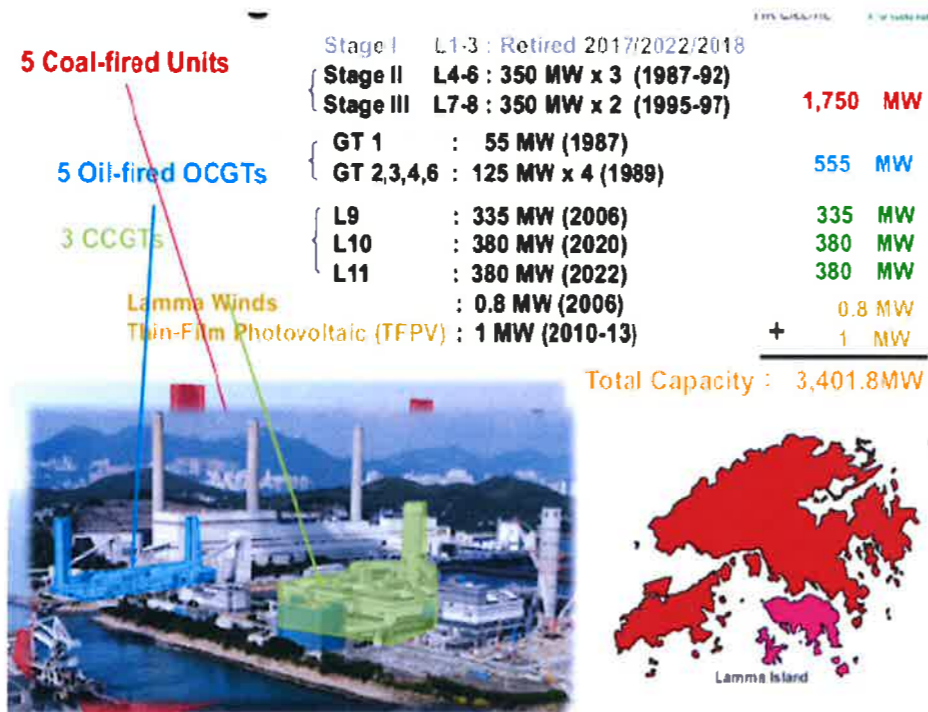 Stage I L1-3 : Retired 2017/2022/2018
5 Coal-fired Units
Stage II L4-6 : 350 MW x 3 (1987-92)
Stage III L7-8 : 350 MW x 2 (1995-97) 1,750 MW
GT 1 : 55 MW (1987)
5 Oil-fired OCGTs
GT 2,3,4,6 : 125 MW x 4 (1989) 555 MW
L9 : 335 MW (2006) 335 MW
3 CCGTs
L10 : 380 MW (2020) 380 MW
L11 : 380 MW (2022) 380 MW
Lamma Winds : 0.8 MW (2006) 0.8 MW
Thin-Film Photovoltaic (TFPV) : 1 MW (2010-13) + 1 MW
Total Capacity : 3,401.8MW
Lamma Island